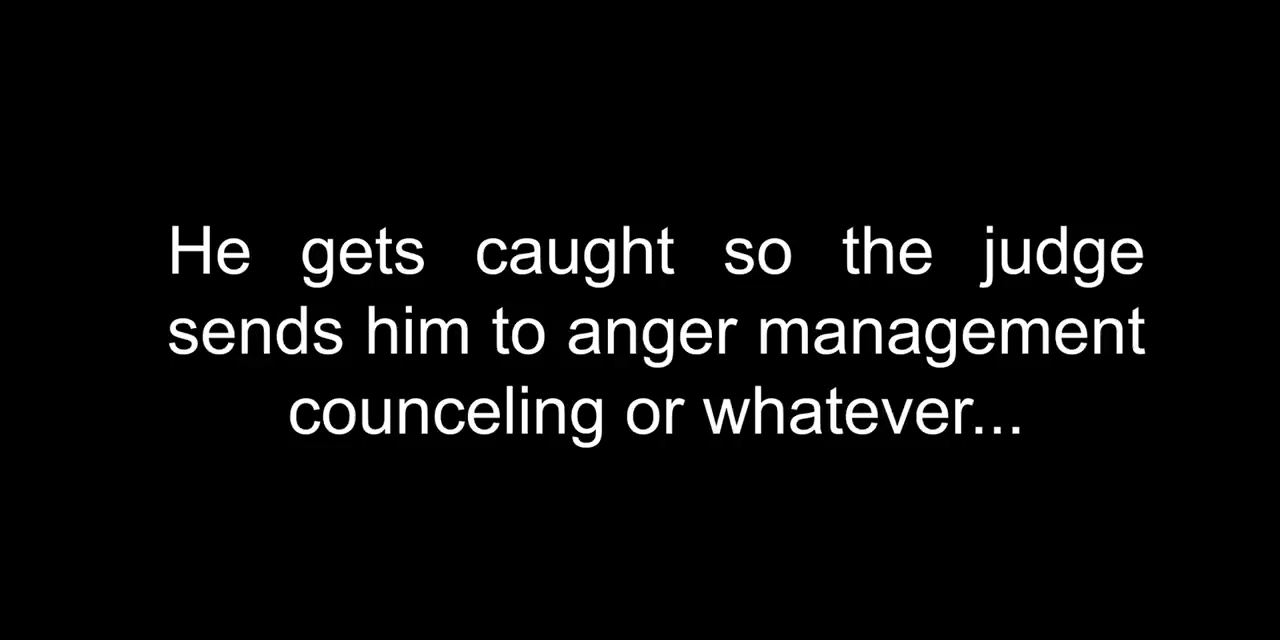 He gets caught so the judge
sends him to anger management
counceling or whatever...